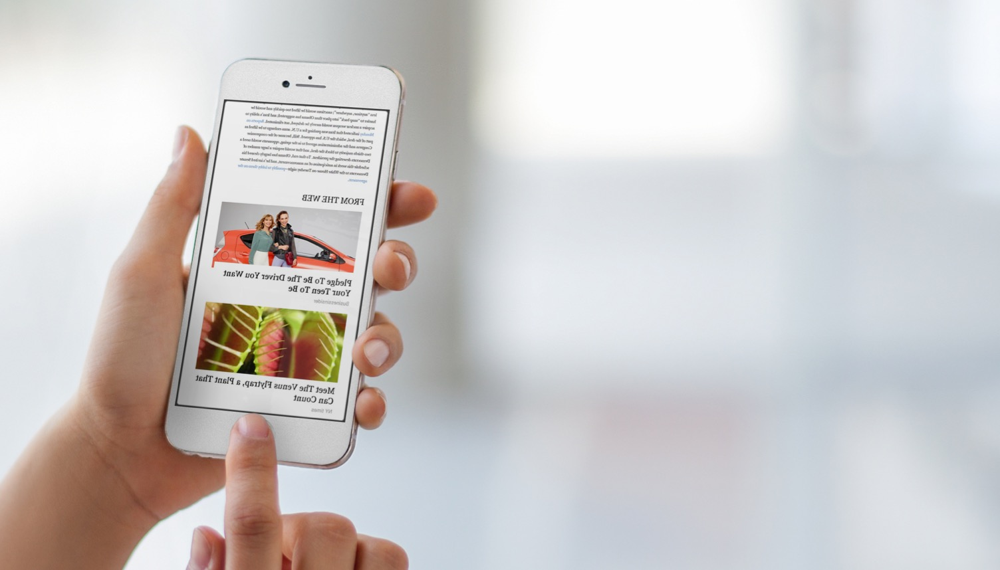 less "anytime, anywhere"; sanctions would be lifted too quickly and would be
harder to "snap back" into place than Obama has suggested; and Iran's ability to
acquire a nuclear weapon would merely be delayed, not eliminated. Reports on
Monday indicated that Iran was pushing for a U.N. arms embargo to be lifted as
part of the deal, which the U.S. has opposed. Still, because of the compromise
Congress and the administration agreed to in the spring, opponents would need a
two-thirds majority to block the deal, and that would require a large number of
Democrats deserting the president. To that end, Obama has largely cleared his
schedule this week in anticipation of an announcement, and he's invited Senate
Democrats to the White House on Tuesday night—possibly to lobby them on the
agreement.
FROM THE WEB
Pledge To Be The Driver You Want
Your Teen To Be
Businessinsider
Meet The Venus Flytrap, a Plant That
Can Count
NY times